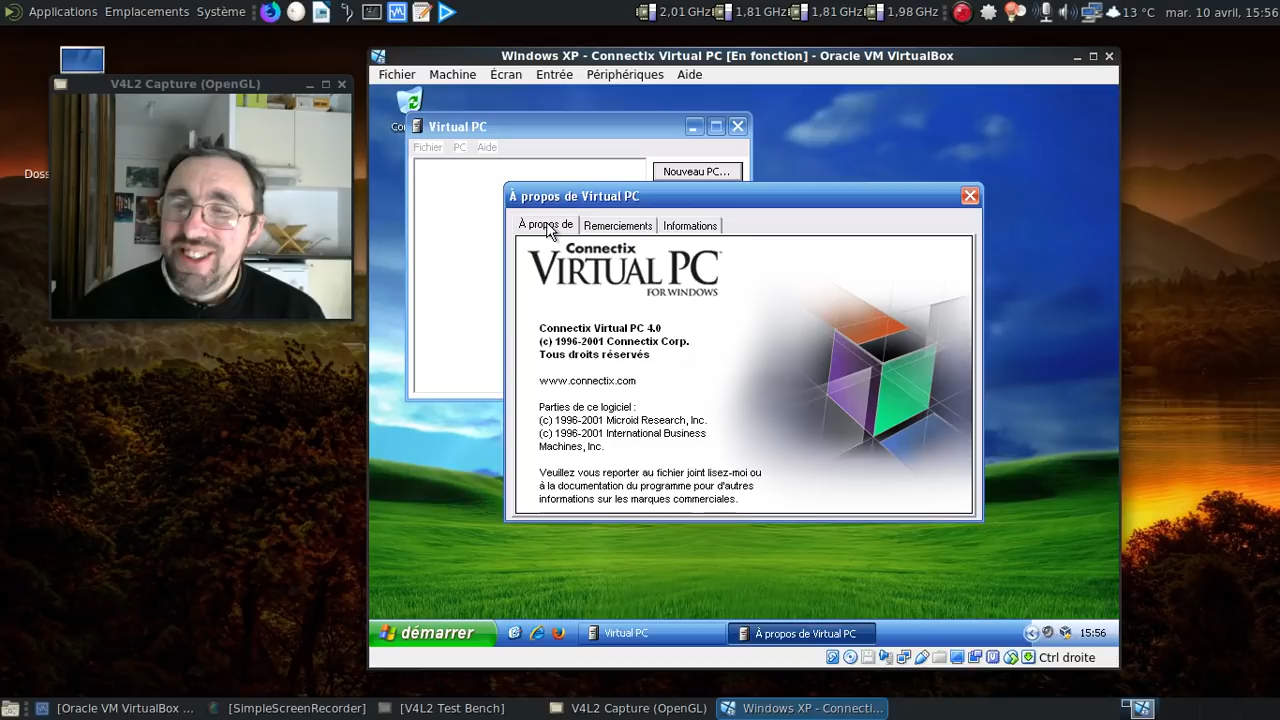 Applications Emplacements Système
2,01 GHz 1,81 GHz 1,81 GHz 1,98 GHz 13 °C mar. 10 avril, 15:56
Windows XP - Connectix Virtual PC [En fonction] - Oracle VM VirtualBox
Fichier Machine Écran Entrée Périphériques Aide
V4L2 Capture (OpenGL)
Virtual PC
Fichier PC Aide
Nouveau PC...
Doss
À propos de Virtual PC
À propos de Remerciements Informations
Connectix
VIRTUAL PC
FOR WINDOWS
Connectix Virtual PC 4.0
(c) 1996-2001 Connectix Corp.
Tous droits réservés
www.connectix.com
Parties de ce logiciel :
(c) 1996-2001 Microid Research, Inc.
(c) 1996-2001 International Business
Machines, Inc.
Veuillez vous reporter au fichier joint lisez-moi ou
à la documentation du programme pour d'autres
informations sur les marques commerciales.
démarrer Virtual PC À propos de Virtual PC 15:56
Ctrl droite
[Oracle VM VirtualBox ... [SimpleScreenRecorder] [V4L2 Test Bench] V4L2 Capture (OpenGL) Windows XP - Connecti...